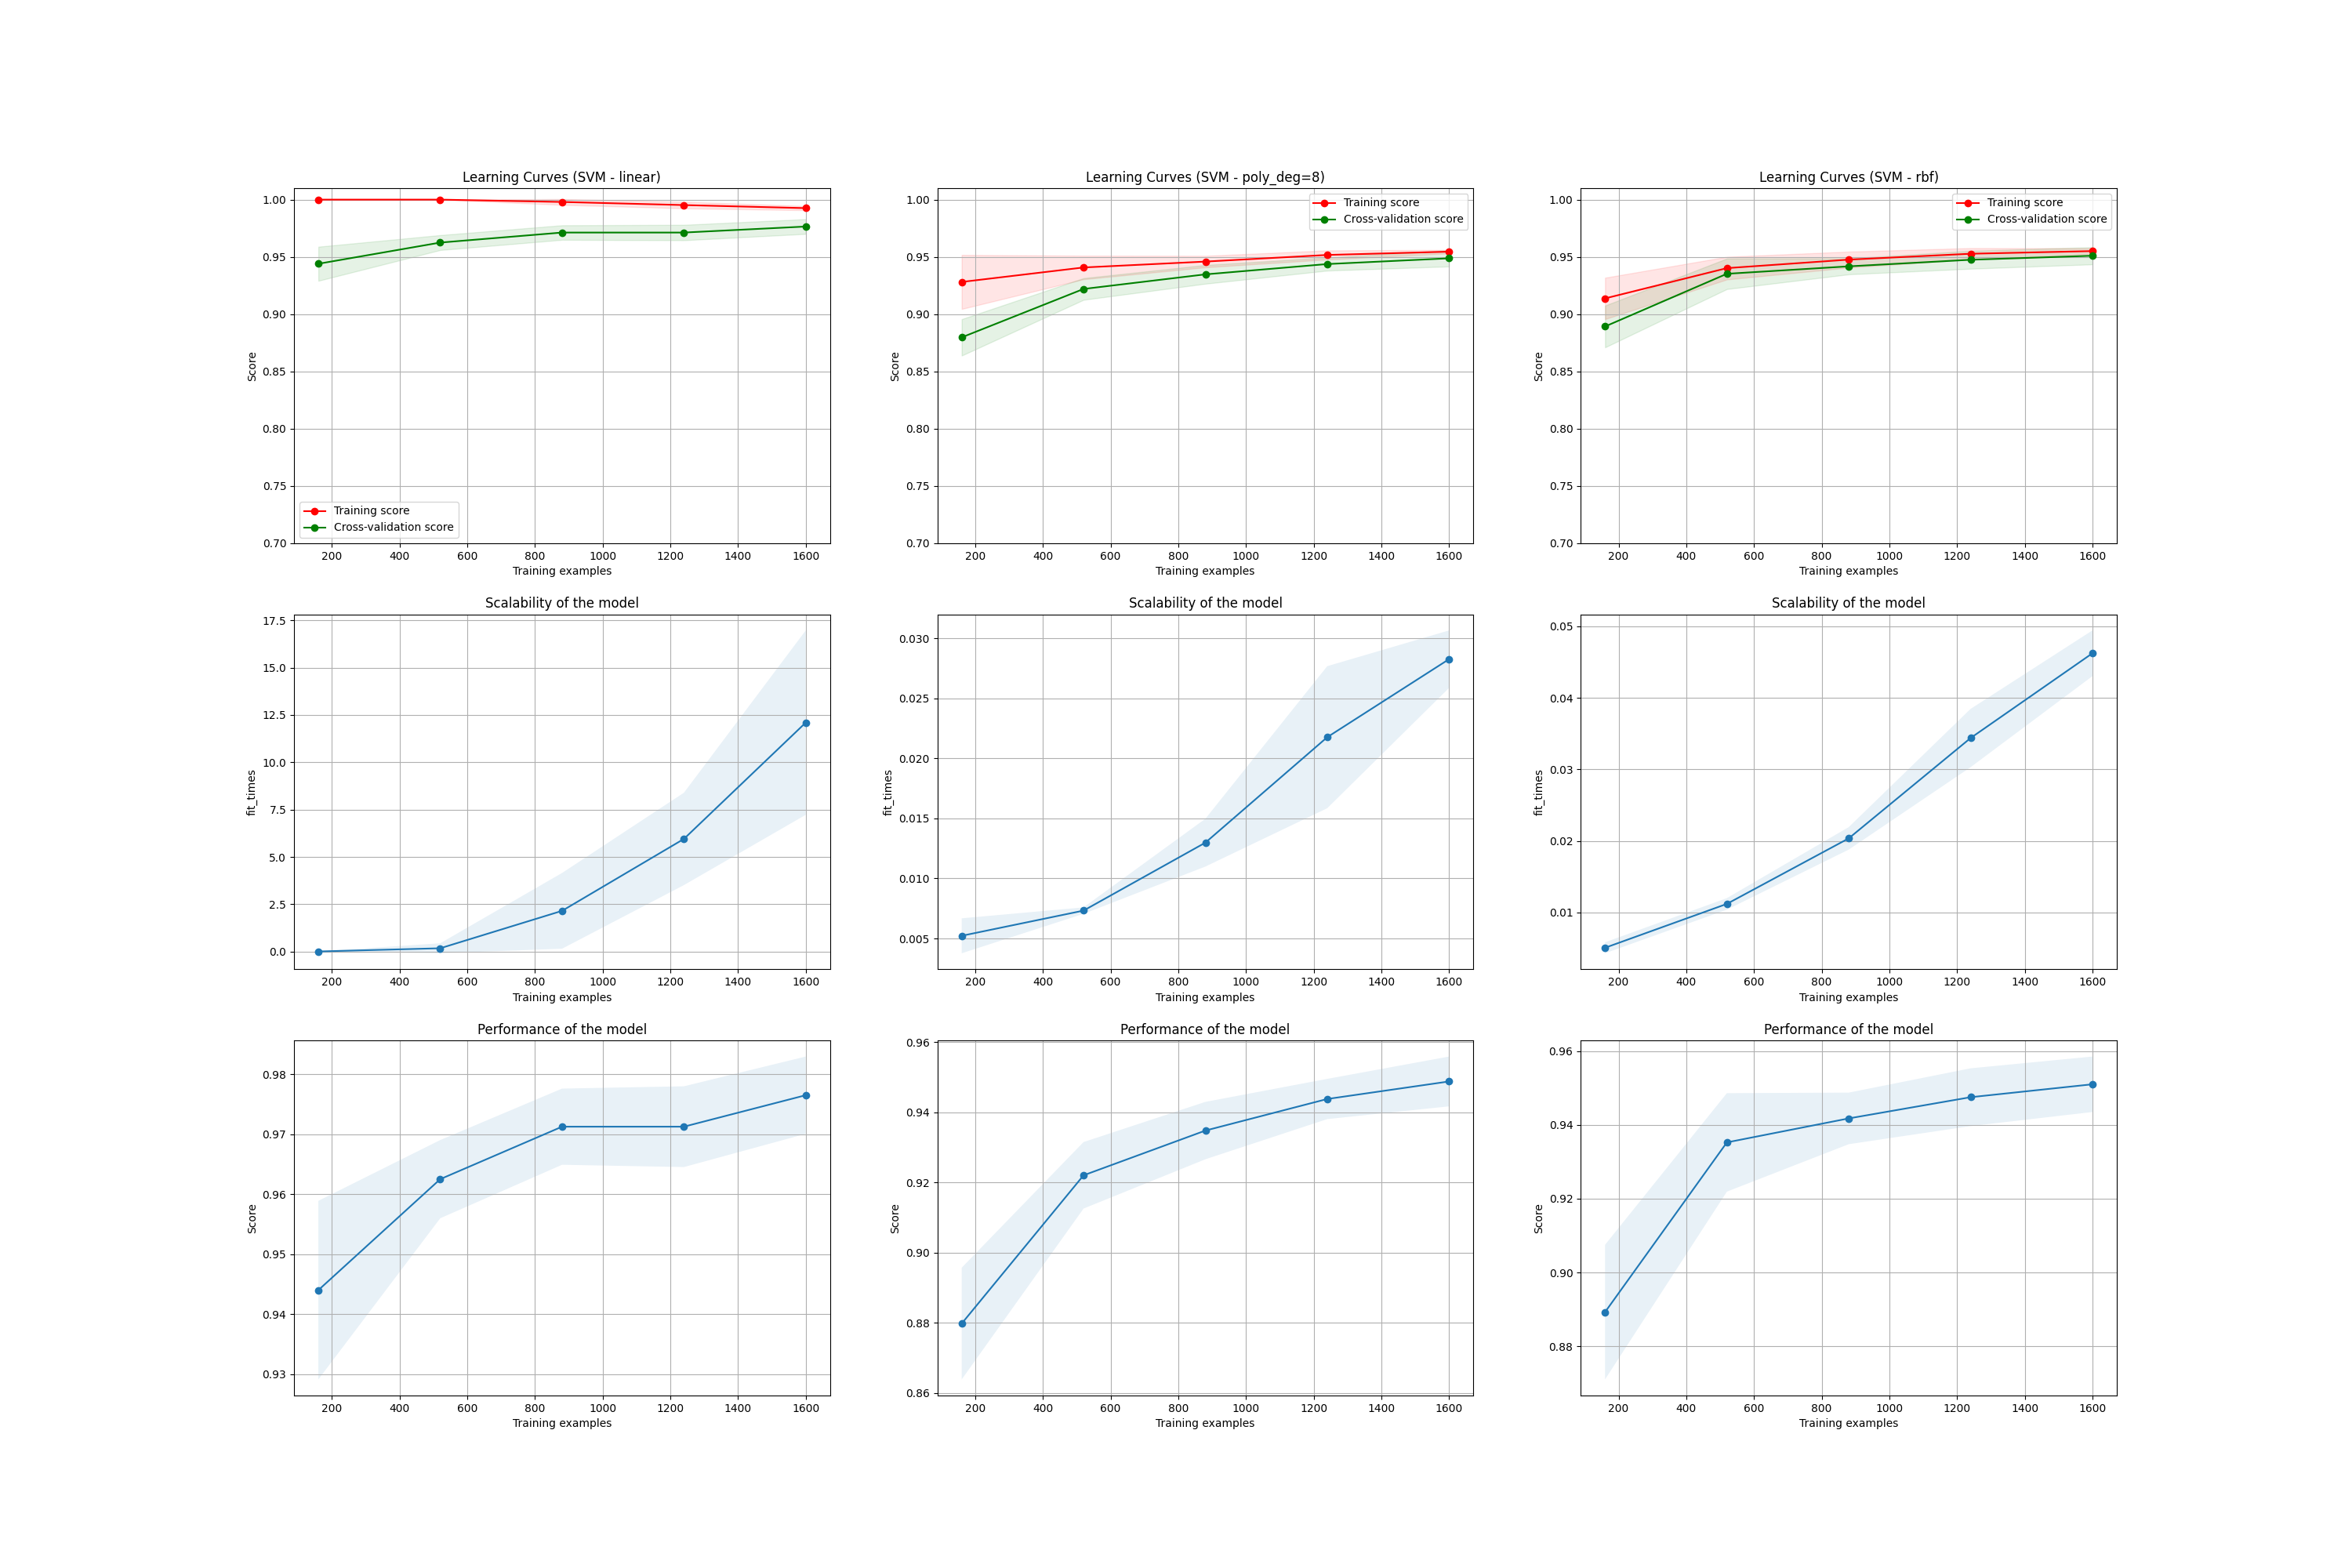 Learning Curves (SVM - linear)
1.00
0.95
0.90
0.85
0.80
0.75
0.70
Score
Training score
Cross-validation score
200 400 600 800 1000 1200 1400 1600
Training examples
Learning Curves (SVM - poly_deg=8)
1.00
0.95
0.90
0.85
0.80
0.75
0.70
Score
Training score
Cross-validation score
200 400 600 800 1000 1200 1400 1600
Training examples
Learning Curves (SVM - rbf)
1.00
0.95
0.90
0.85
0.80
0.75
0.70
Score
Training score
Cross-validation score
200 400 600 800 1000 1200 1400 1600
Training examples
Scalability of the model
17.5
15.0
12.5
10.0
7.5
5.0
2.5
0.0
fit_times
200 400 600 800 1000 1200 1400 1600
Training examples
Scalability of the model
0.030
0.025
0.020
0.015
0.010
0.005
fit_times
200 400 600 800 1000 1200 1400 1600
Training examples
Scalability of the model
0.05
0.04
0.03
0.02
0.01
fit_times
200 400 600 800 1000 1200 1400 1600
Training examples
Performance of the model
0.98
0.97
0.96
0.95
0.94
0.93
Score
200 400 600 800 1000 1200 1400 1600
Training examples
Performance of the model
0.96
0.94
0.92
0.90
0.88
0.86
Score
200 400 600 800 1000 1200 1400 1600
Training examples
Performance of the model
0.96
0.94
0.92
0.90
0.88
Score
200 400 600 800 1000 1200 1400 1600
Training examples